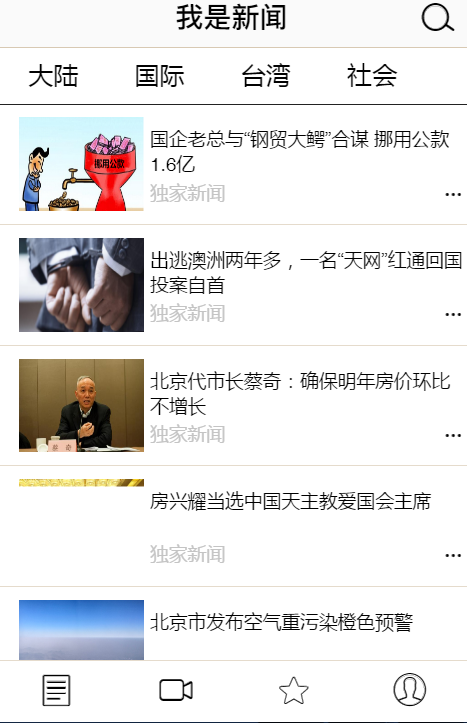 我是新闻
大陆 国际 台湾 社会
挪用公款
国企老总与“钢贸大鳄”合谋 挪用公款
1.6亿
独家新闻
出逃澳洲两年多，一名“天网”红通回国
投案自首
独家新闻
北京代市长蔡奇：确保明年房价环比
不增长
独家新闻
蔡 奇
房兴耀当选中国天主教爱国会主席
独家新闻
北京市发布空气重污染橙色预警